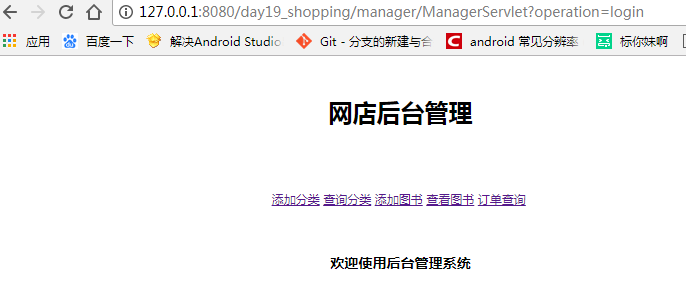 127.0.0.1:8080/day19_shopping/manager/ManagerServlet?operation=login
应用 百度一下 解决Android Studio Git - 分支的新建与合 android 常见分辨率 标你妹啊
网店后台管理
添加分类 查询分类 添加图书 查看图书 订单查询
欢迎使用后台管理系统